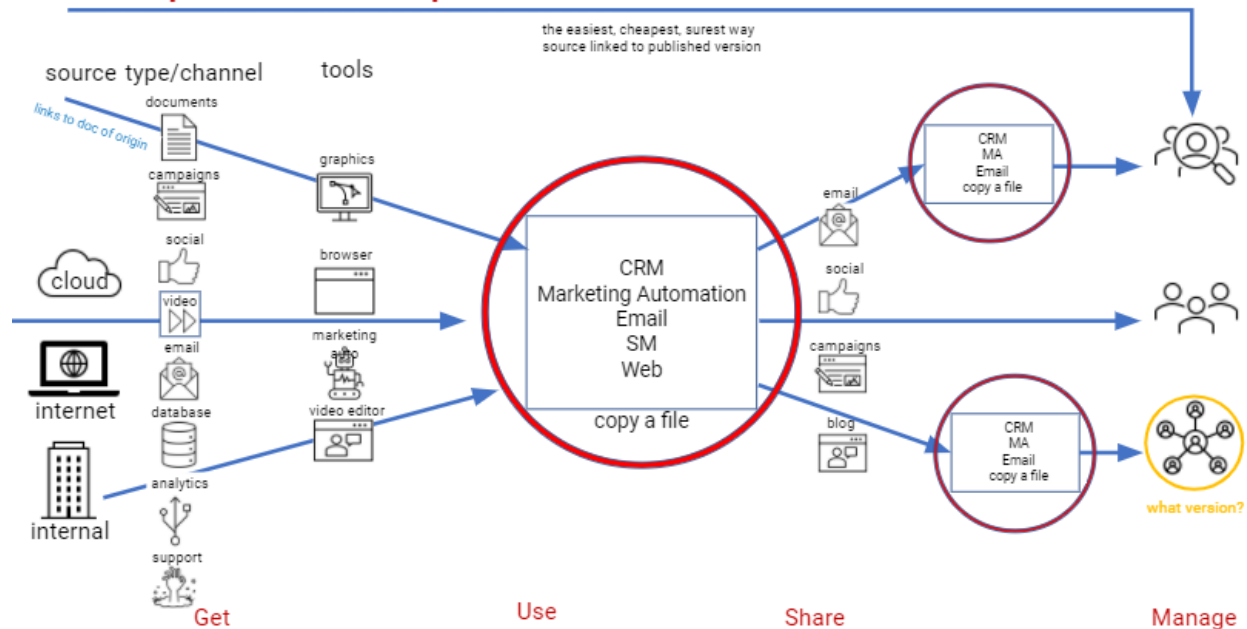 the easiest, cheapest, surest way
source linked to published version
source type/channel
tools
links to doc of origin
documents
campaigns
social
cloud
video
email
internet
database
internal
analytics
support
graphics
browser
marketing
auto
video editor
CRM
Marketing Automation
Email
SM
Web
copy a file
email
social
campaigns
blog
CRM
MA
Email
copy a file
CRM
MA
Email
copy a file
what version?
Get
Use
Share
Manage